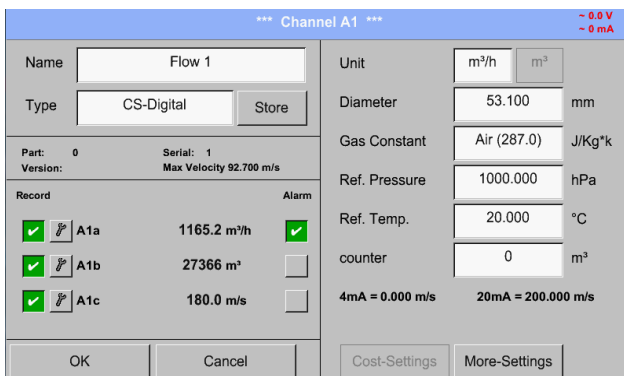 *** Channel A1 ***
~ 0.0 V
~ 0 mA
Name
Flow 1
Type
CS-Digital
Store
Part: 0
Serial: 1
Version:
Max Velocity 92.700 m/s
Record
Alarm
A1a
1165.2 m³/h
A1b
27366 m³
A1c
180.0 m/s
OK
Cancel
Unit
m³/h
m³
Diameter
53.100
mm
Gas Constant
Air (287.0)
J/Kg*k
Ref. Pressure
1000.000
hPa
Ref. Temp.
20.000
°C
counter
0
m³
4mA = 0.000 m/s
20mA = 200.000 m/s
Cost-Settings
More-Settings